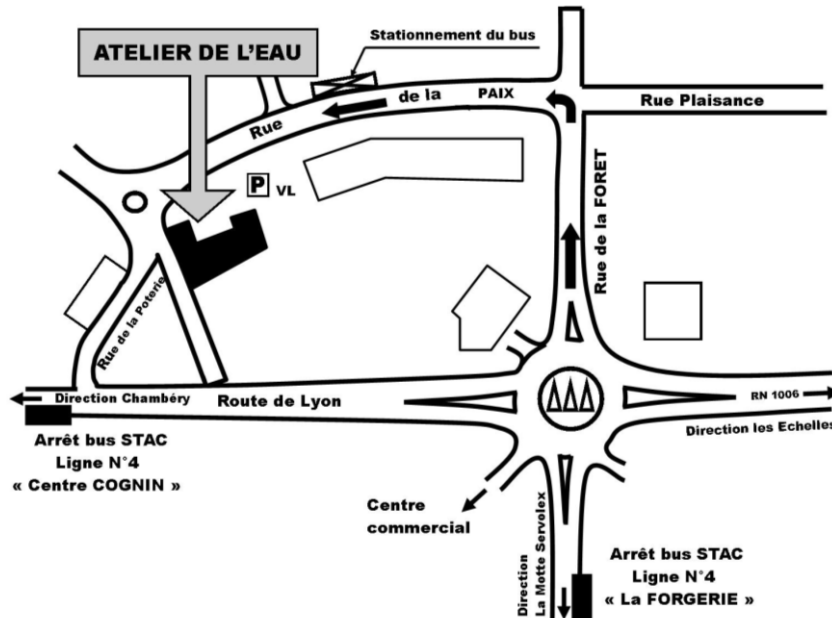 ATELIER DE L'EAU
Stationnement du bus
Rue de la PAIX
Rue Plaisance
P VL
Rue de la FORET
Rue de la Poterie
Direction Chambéry
Route de Lyon
RN 1006
Direction les Echelles
Arrêt bus STAC
Ligne N°4
« Centre COGNIN »
Centre
commercial
Direction
La Motte Servolex
Arrêt bus STAC
Ligne N°4
« La FORGERIE »